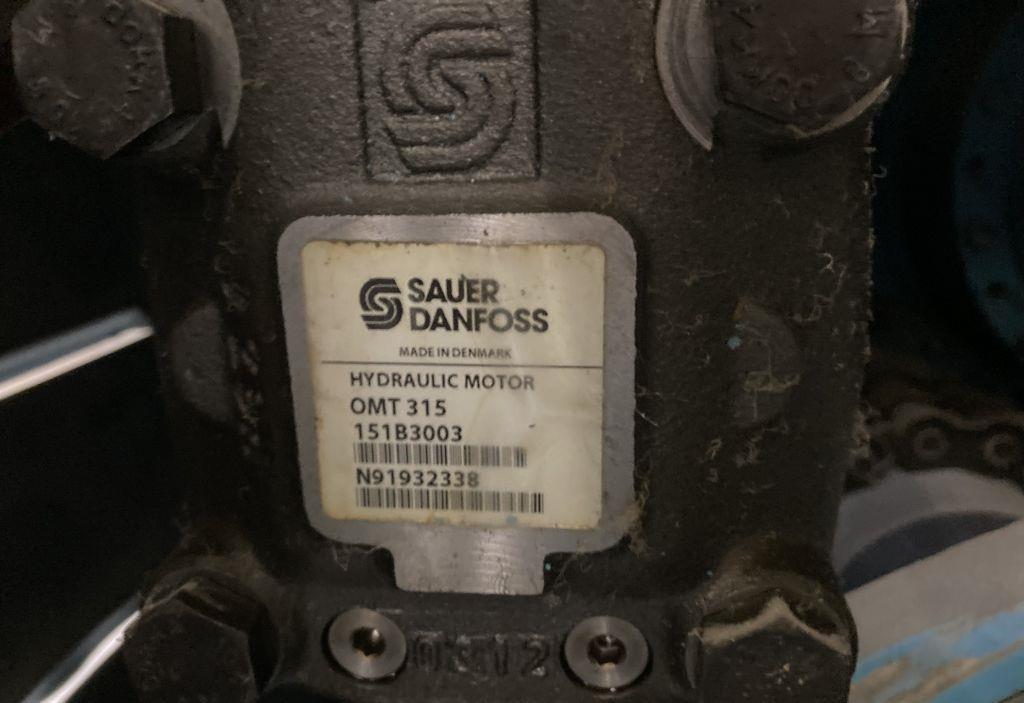 SAUER
DANFOSS
MADE IN DENMARK
HYDRAULIC MOTOR
OMT 315
151B3003
N91932338